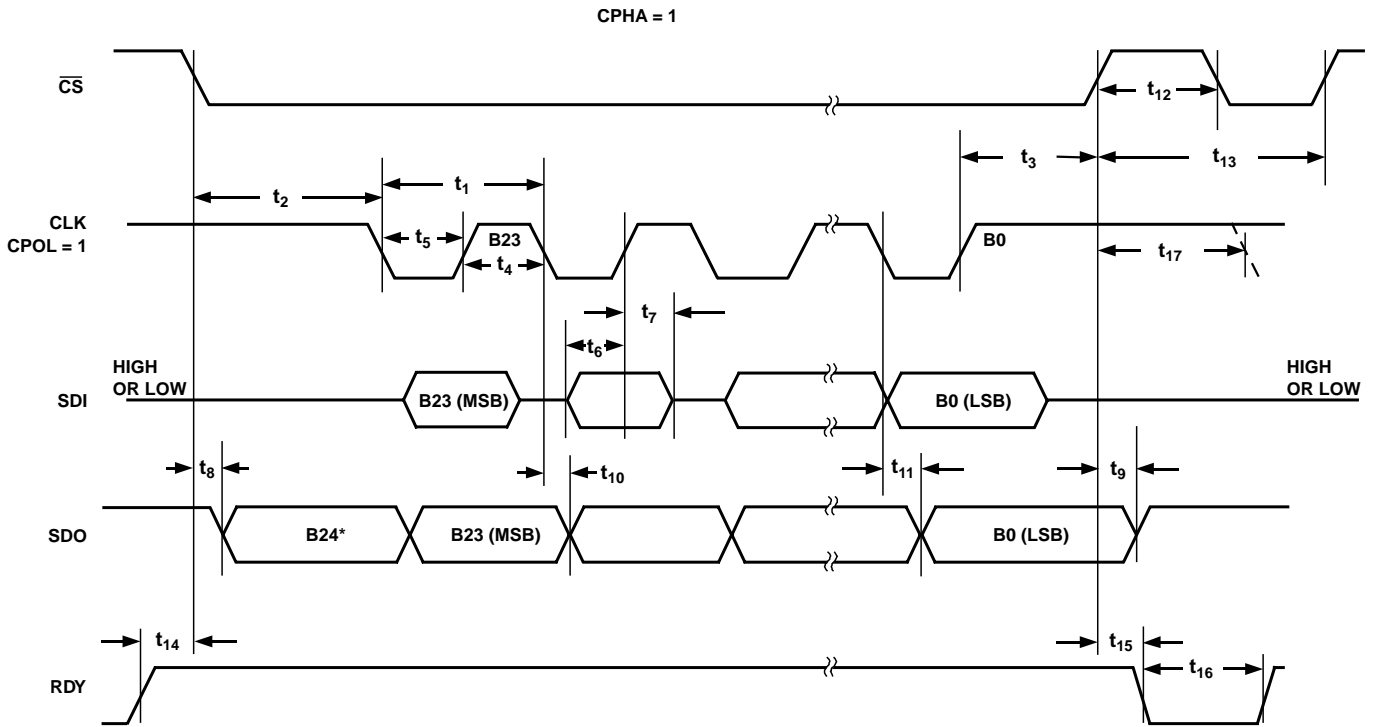 CPHA = 1
CS
t12
t3
t13
t1
t2
CLK
CPOL = 1
t5
B23
t4
B0
t17
t7
t6
HIGH
OR LOW
SDI
B23 (MSB)
B0 (LSB)
HIGH
OR LOW
t8
t10
t11
t9
SDO
B24*
B23 (MSB)
B0 (LSB)
t14
t15
t16
RDY